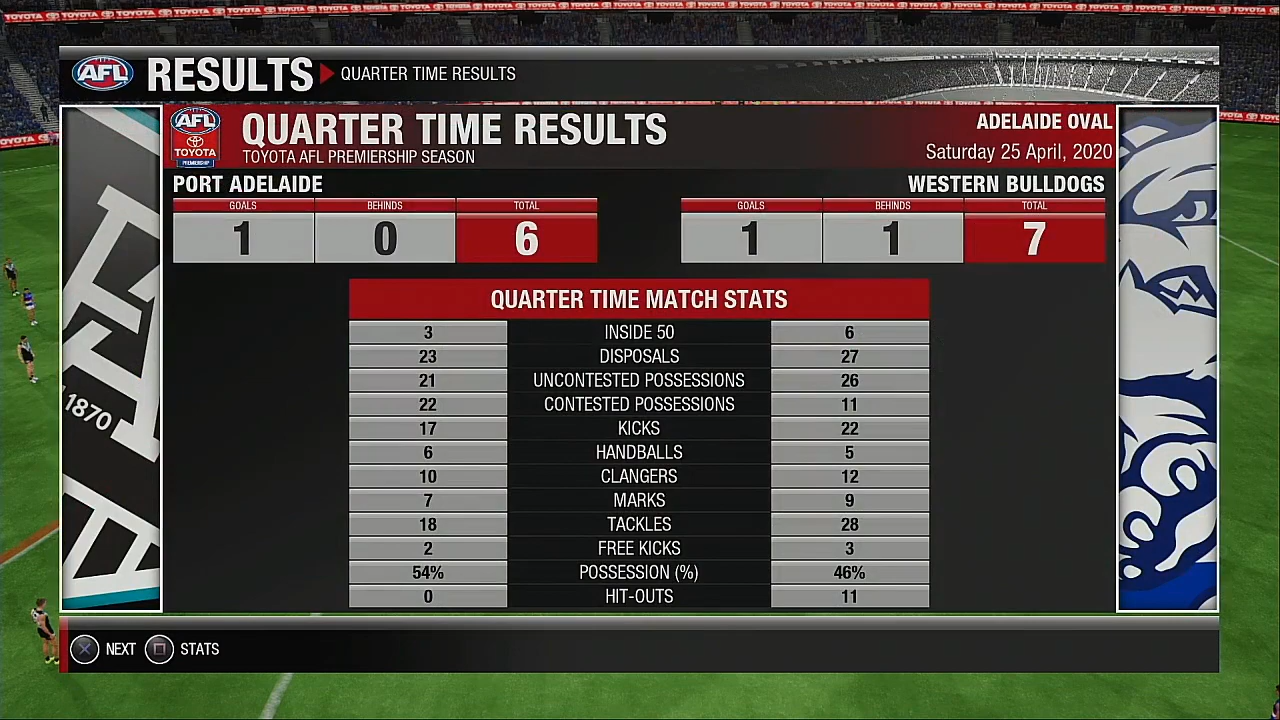 AFL RESULTS QUARTER TIME RESULTS
AFL
TOYOTA
PREMIERSHIP
QUARTER TIME RESULTS
TOYOTA AFL PREMIERSHIP SEASON
ADELAIDE OVAL
Saturday 25 April, 2020
PORT ADELAIDE
WESTERN BULLDOGS
GOALS BEHINDS TOTAL GOALS BEHINDS TOTAL
1 0 6 1 1 7
QUARTER TIME MATCH STATS
3 INSIDE 50 6
23 DISPOSALS 27
21 UNCONTESTED POSSESSIONS 26
22 CONTESTED POSSESSIONS 11
17 KICKS 22
6 HANDBALLS 5
10 CLANGERS 12
7 MARKS 9
18 TACKLES 28
2 FREE KICKS 3
54% POSSESSION (%) 46%
0 HIT-OUTS 11
1870
NEXT STATS